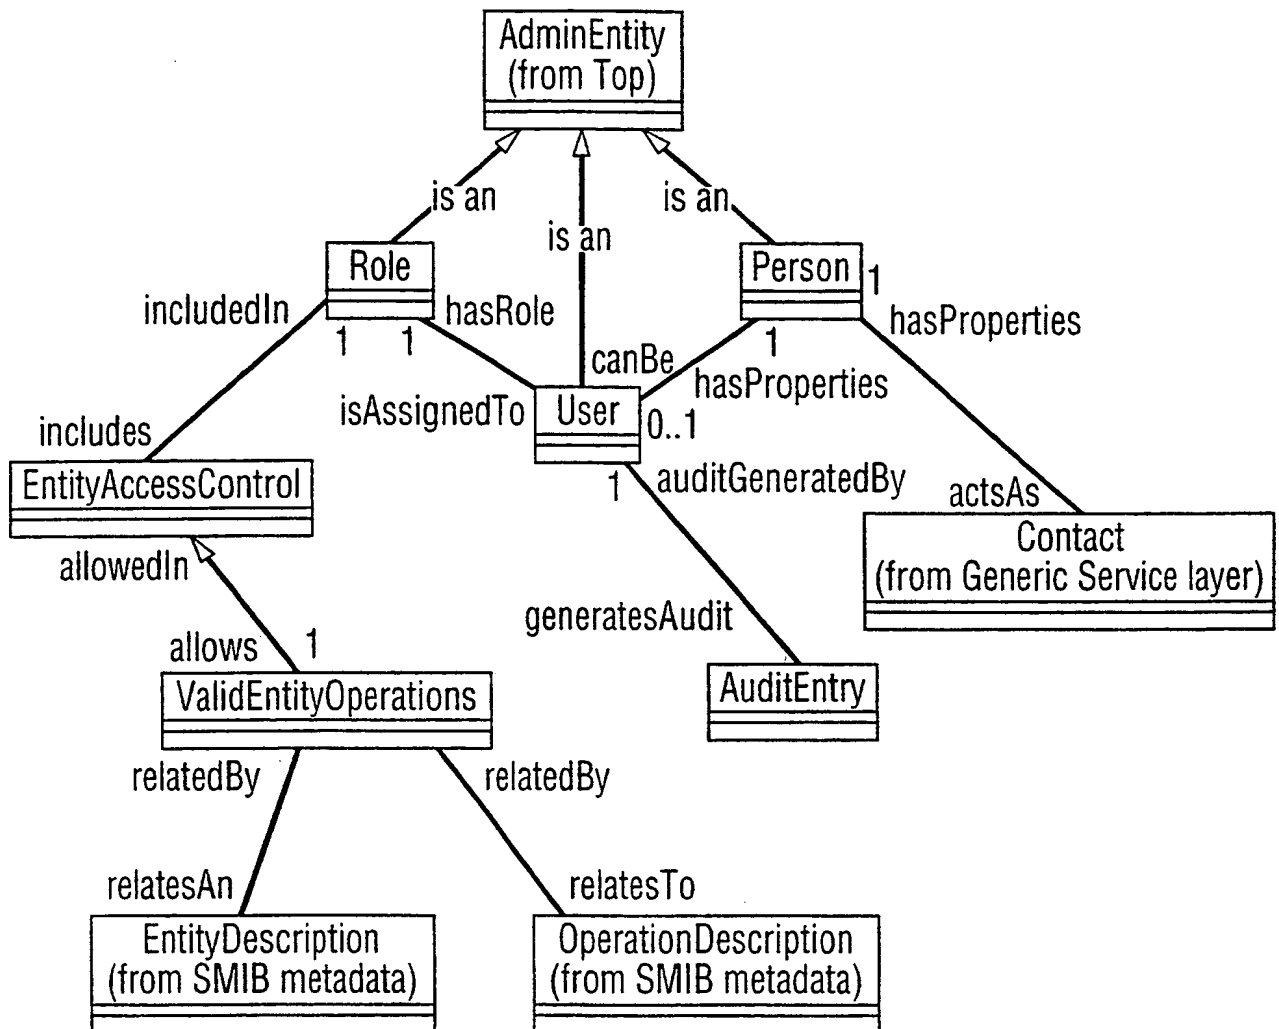 AdminEntity
(from Top)
is an
is an
is an
Role
Person
1
includedIn
hasRole
hasProperties
1
1
1
canBe
hasProperties
isAssignedTo
User
0..1
includes
EntityAccessControl
1
auditGeneratedBy
actsAs
Contact
(from Generic Service layer)
allowedIn
generatesAudit
allows
1
ValidEntityOperations
AuditEntry
relatedBy
relatedBy
relatesAn
relatesTo
EntityDescription
(from SMIB metadata)
OperationDescription
(from SMIB metadata)